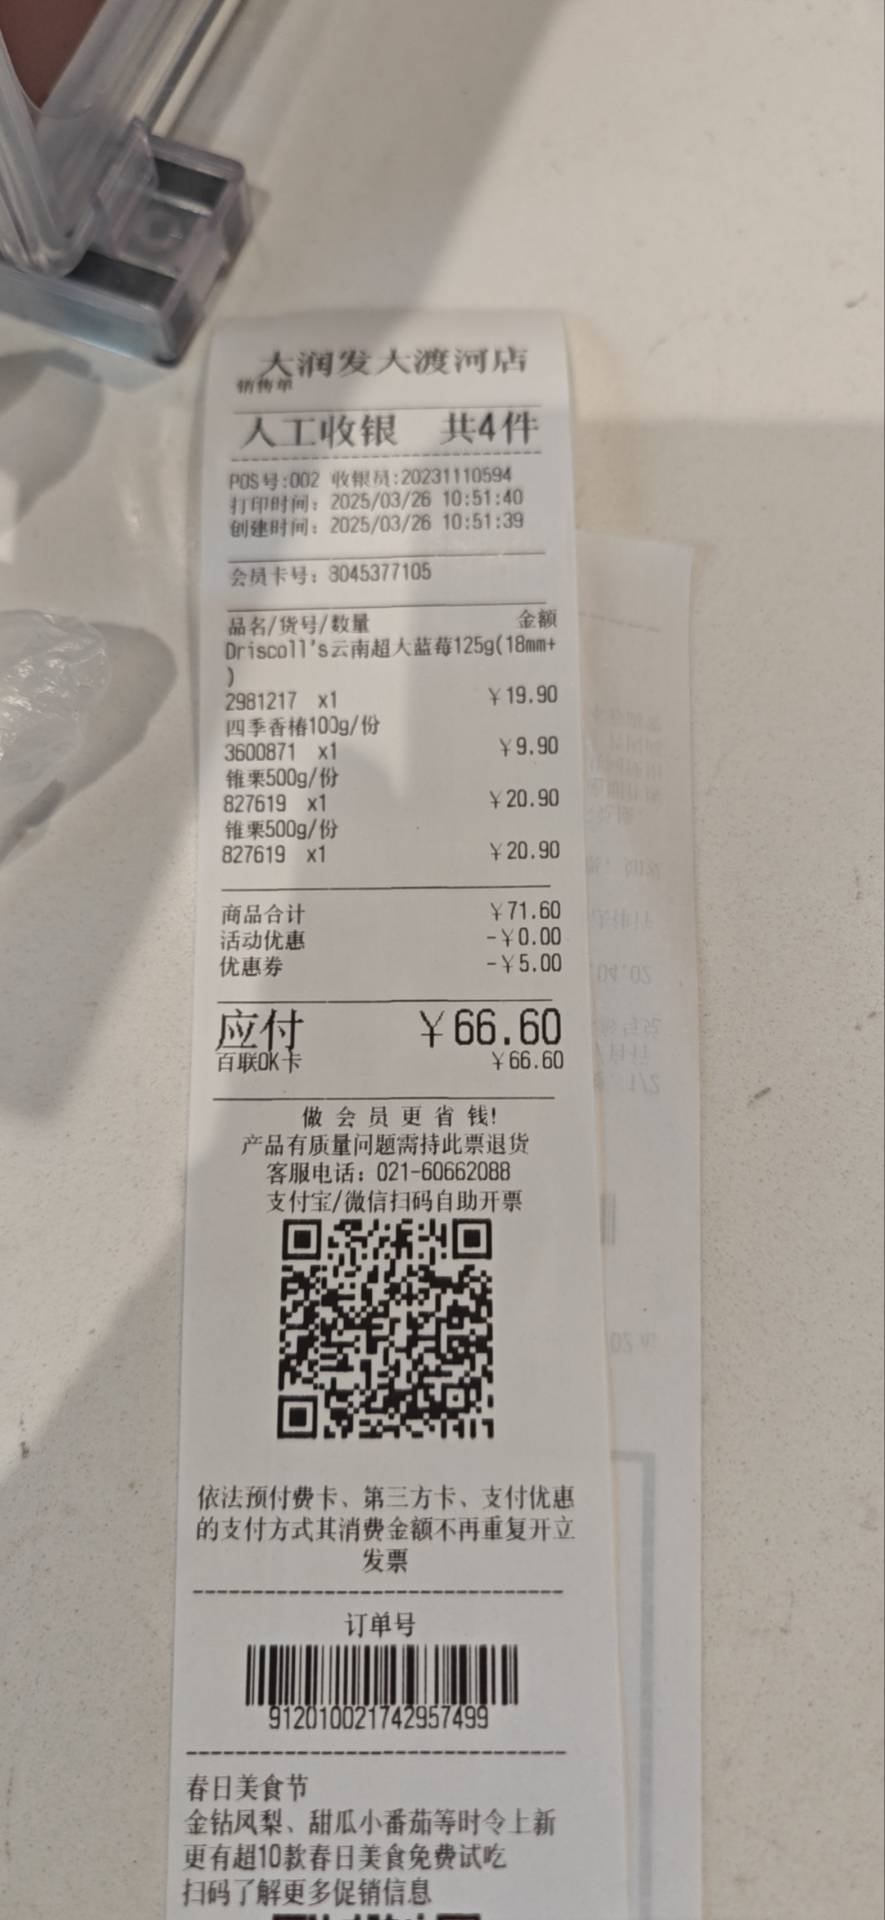 大润发大渡河店
销售单
人工收银 共4件
POS号:002 收银员:20231110594
打印时间：2025/03/26 10:51:40
创建时间：2025/03/26 10:51:39
会员卡号：8045377105
品名/货号/数量 金额
Driscoll's云南超大蓝莓125g(18mm+
)
2981217 x1 ￥19.90
四季香椿100g/份
3600871 x1 ￥9.90
锥栗500g/份
827619 x1 ￥20.90
锥栗500g/份
827619 x1 ￥20.90
商品合计 ￥71.60
活动优惠 -￥0.00
优惠券 -￥5.00
应付 ￥66.60
百联OK卡 ￥66.60
做会员更省钱!
产品有质量问题需持此票退货
客服电话：021-60662088
支付宝/微信扫码自助开票
依法预付费卡、第三方卡、支付优惠
的支付方式其消费金额不再重复开立
发票
订单号
912010021742957499
春日美食节
金钻凤梨、甜瓜小番茄等时令上新
更有超10款春日美食免费试吃
扫码了解更多促销信息